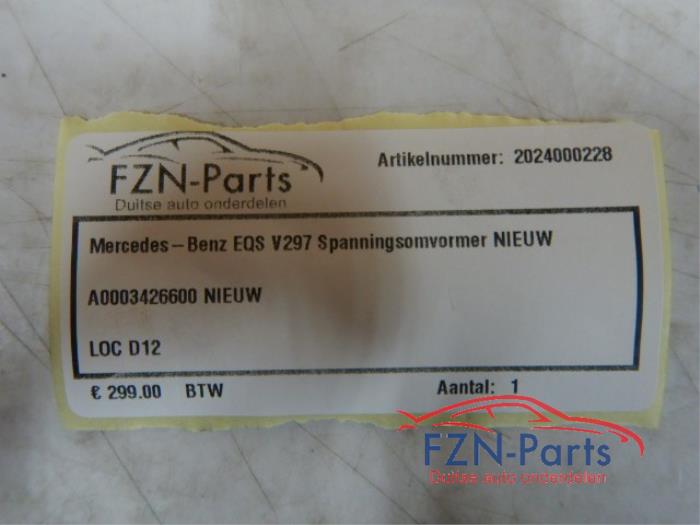 FZN-Parts
Duitse auto onderdelen
Artikelnummer: 2024000228
Mercedes-Benz EQS V297 Spanningsomvormer NIEUW
A0003426600 NIEUW
LOC D12
€ 299.00 BTW
Aantal: 1
FZN-Parts
Duitse auto onderdelen